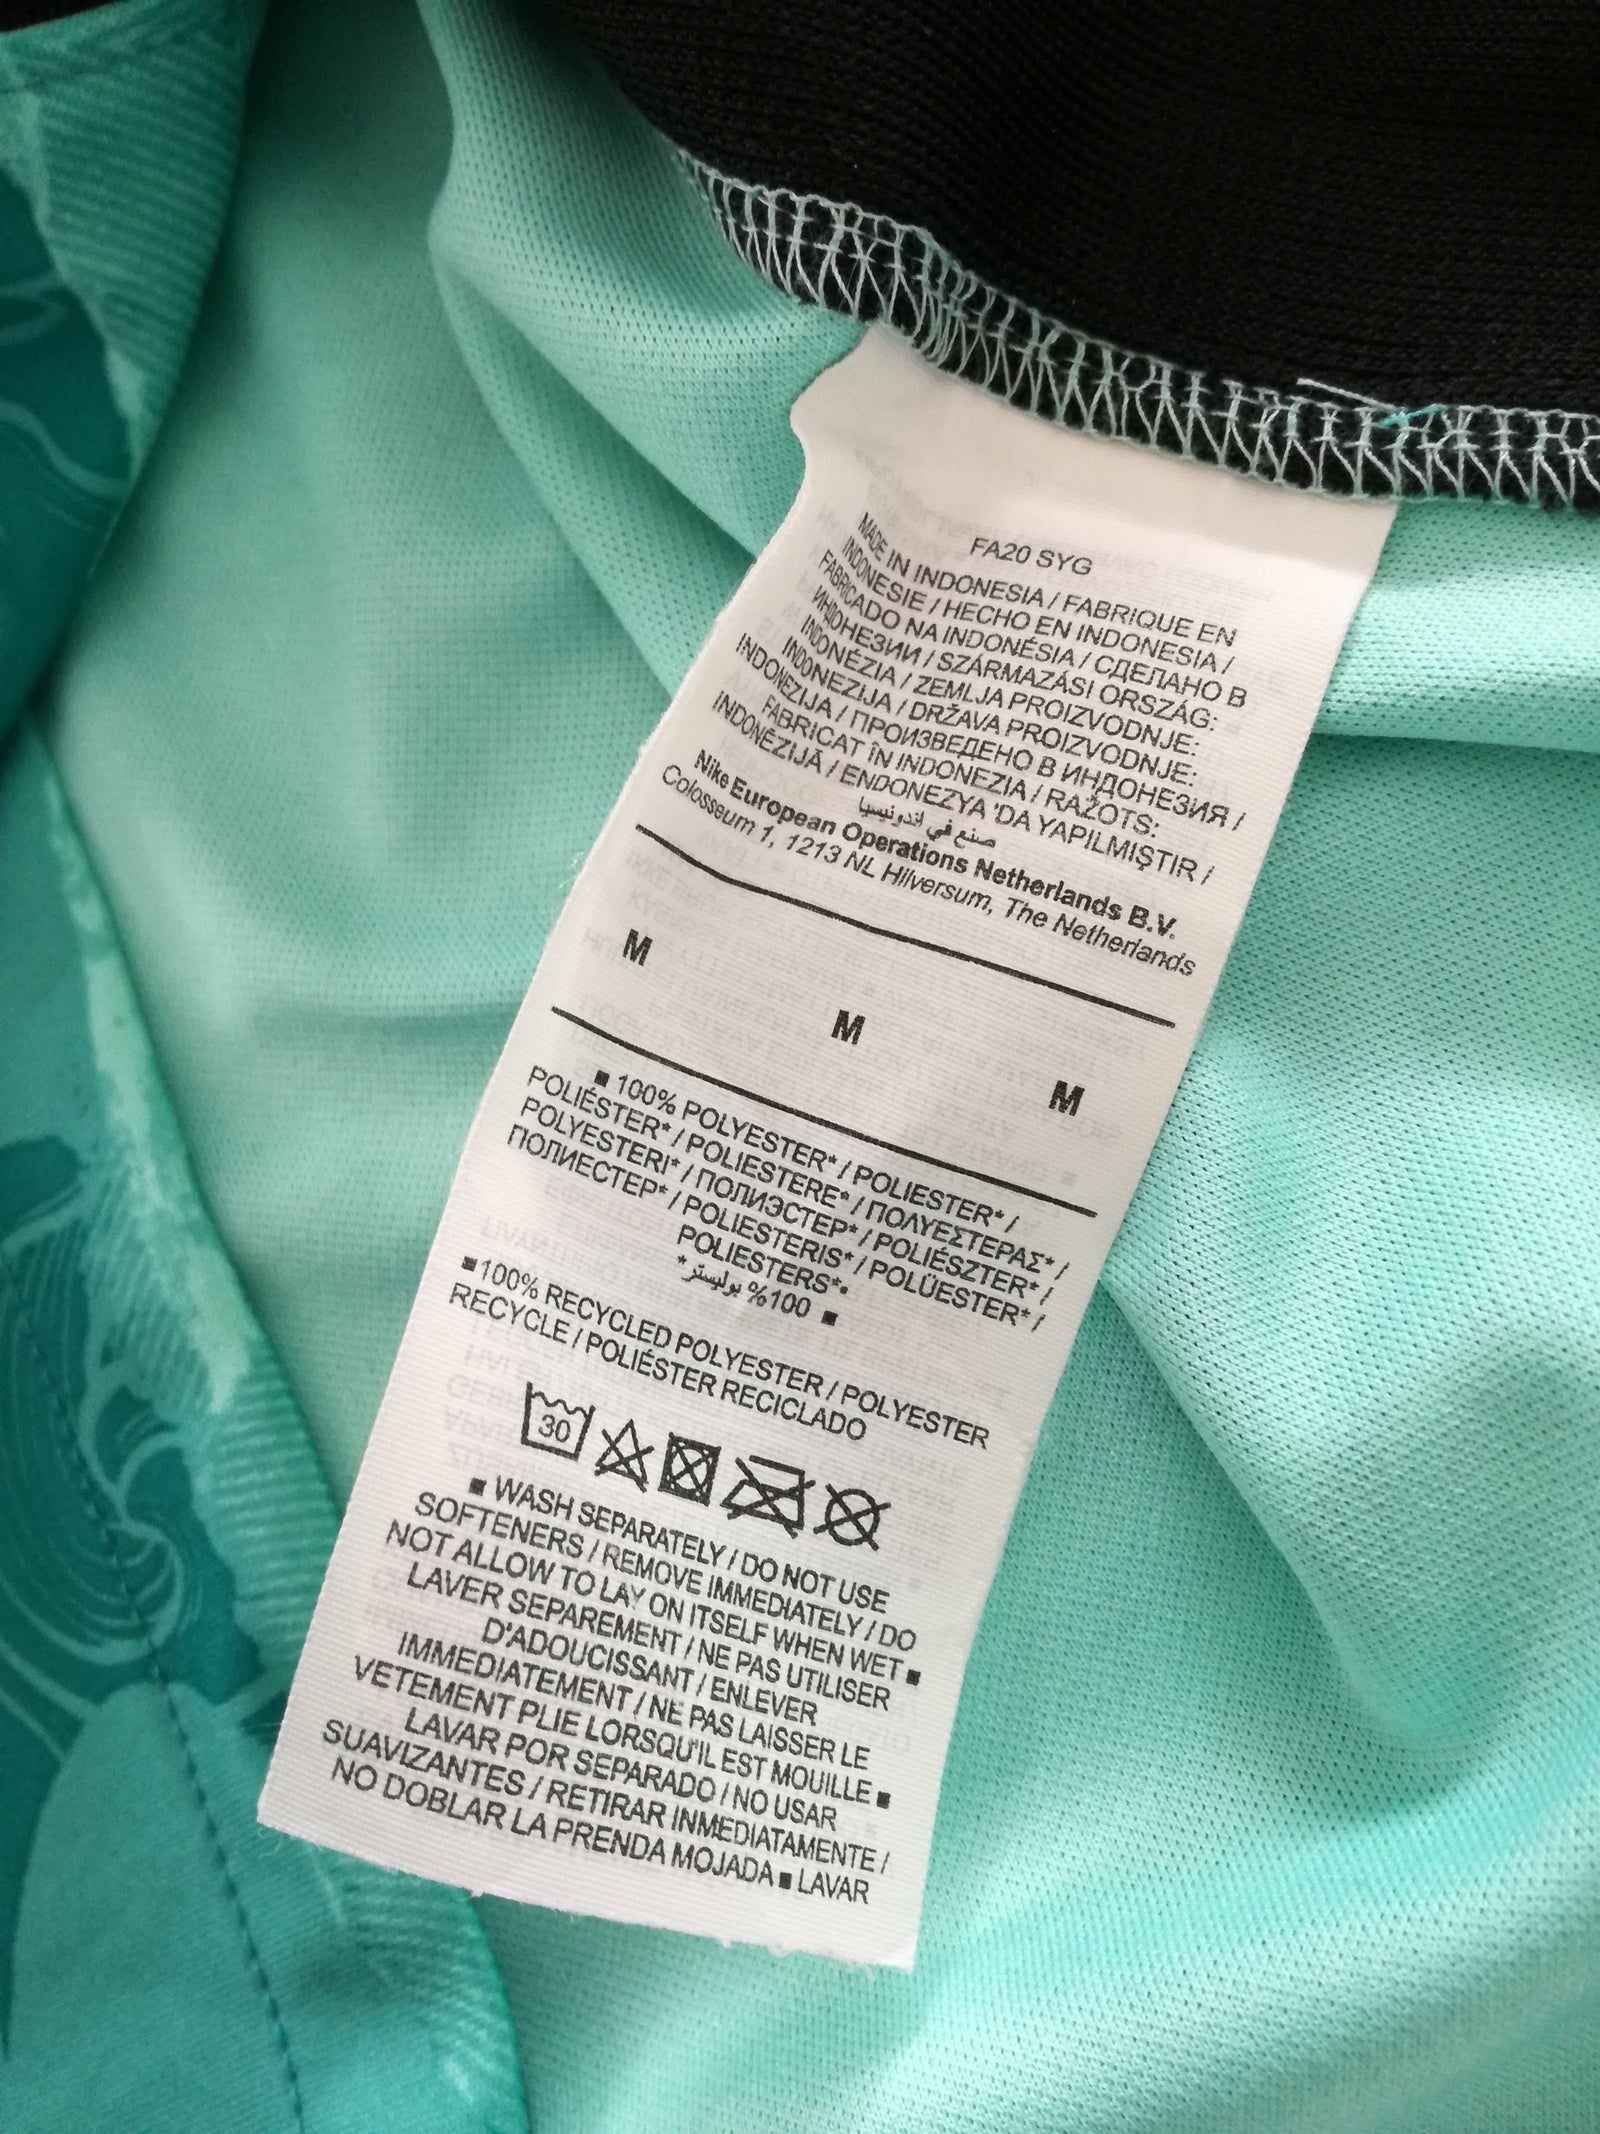 FA20 SYG
MADE IN INDONESIA / FABRIQUE EN
INDONESIE / HECHO EN INDONESIA /
FABRICADO NA INDONÉSIA / СДЕЛАНО В
ИНДОНЕЗИИ / SZÁRMAZÁSI ORSZÁG:
INDONÉZIA / ZEMLJA PROIZVODNJE:
INDONEZIJA / DRŽAVA PROIZVODNJE:
INDONEZIJA / ПРОИЗВЕДЕНО В ИНДОНЕЗИЯ /
FABRICAT ÎN INDONEZIA / RAŽOTS:
INDONĒZIJĀ / ENDONEZYA 'DA YAPILMIŞTIR /
صنع في اندونيسيا
Nike European Operations Netherlands B.V.
Colosseum 1, 1213 NL Hilversum, The Netherlands
M M M
■ 100% POLYESTER* / POLIESTER* /
POLIÉSTER* / POLIESTERE* / ΠΟΛΥΕΣΤΕΡΑΣ* /
POLYESTERI* / ПОЛИЭСТЕР* / POLIÉSZTER* /
ПОЛИЕСТЕР* / POLIESTERIS* / POLÜESTER* /
POLIESTERS*▪
■ 100% بوليستر*
■ 100% RECYCLED POLYESTER / POLYESTER
RECYCLE / POLIÉSTER RECICLADO
30
■ WASH SEPARATELY / DO NOT USE
SOFTENERS / REMOVE IMMEDIATELY / DO
NOT ALLOW TO LAY ON ITSELF WHEN WET ■
LAVER SEPAREMENT / NE PAS UTILISER
D'ADOUCISSANT / ENLEVER
IMMEDIATEMENT / NE PAS LAISSER LE
VETEMENT PLIE LORSQU'IL EST MOUILLE ■
LAVAR POR SEPARADO / NO USAR
SUAVIZANTES / RETIRAR INMEDIATAMENTE /
NO DOBLAR LA PRENDA MOJADA ■ LAVAR